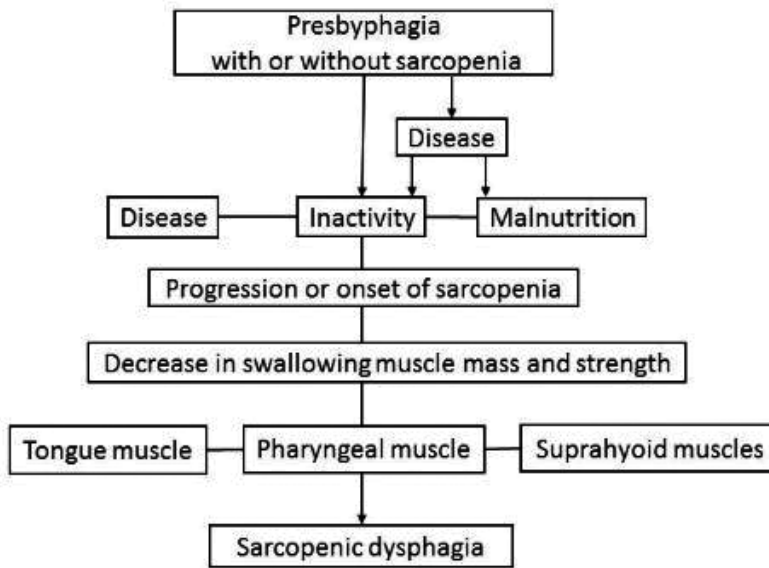 Presbyphagia
with or without sarcopenia
Disease
Disease
Inactivity
Malnutrition
Progression or onset of sarcopenia
Decrease in swallowing muscle mass and strength
Tongue muscle
Pharyngeal muscle
Suprahyoid muscles
Sarcopenic dysphagia